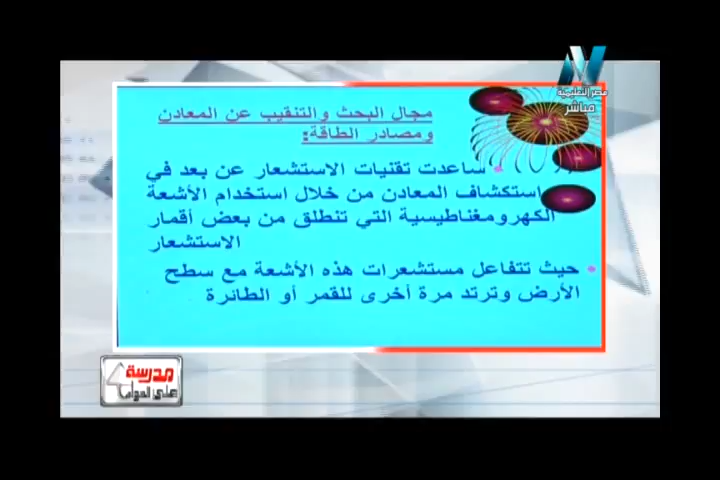 مصر التعليمية
مباشر
مجال البحث والتنقيب عن المعادن
ومصادر الطاقة:
ساعدت تقنيات الاستشعار عن بعد في
استكشاف المعادن من خلال استخدام الأشعة
الكهرومغناطيسية التي تنطلق من بعض أقمار
الاستشعار
حيث تتفاعل مستشعرات هذه الأشعة مع سطح
الأرض وترتد مرة أخرى للقمر أو الطائرة
مدرسة
على الهواء